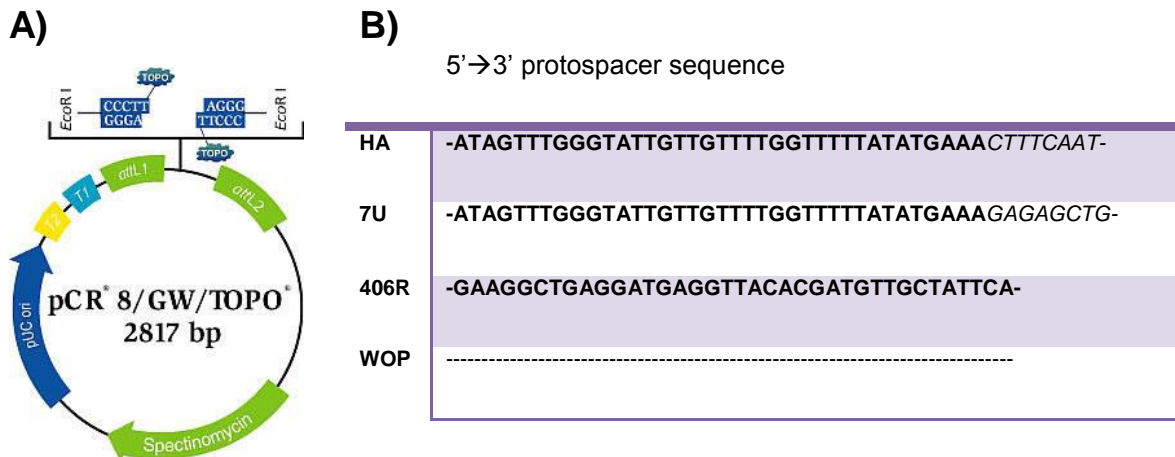 A)
TOPO
EcoR I
CCCTT
GGGA
AGGG
TTCCC
EcoR I
TOPO
attL1
attL2
T1
T2
pUC ori
pCR® 8/GW/TOPO®
2817 bp
Spectinomycin
B)
5'→3' protospacer sequence
HA -ATAGTTTGGGTATTGTTGTTTTGGTTTTTATATGAAACTTTCAAT-
7U -ATAGTTTGGGTATTGTTGTTTTGGTTTTTATATGAAAGAGAGCTG-
406R -GAAGGCTGAGGATGAGGTTACACGATGTTGCTATTCA-
WOP --------------------------------------------------------------------------------